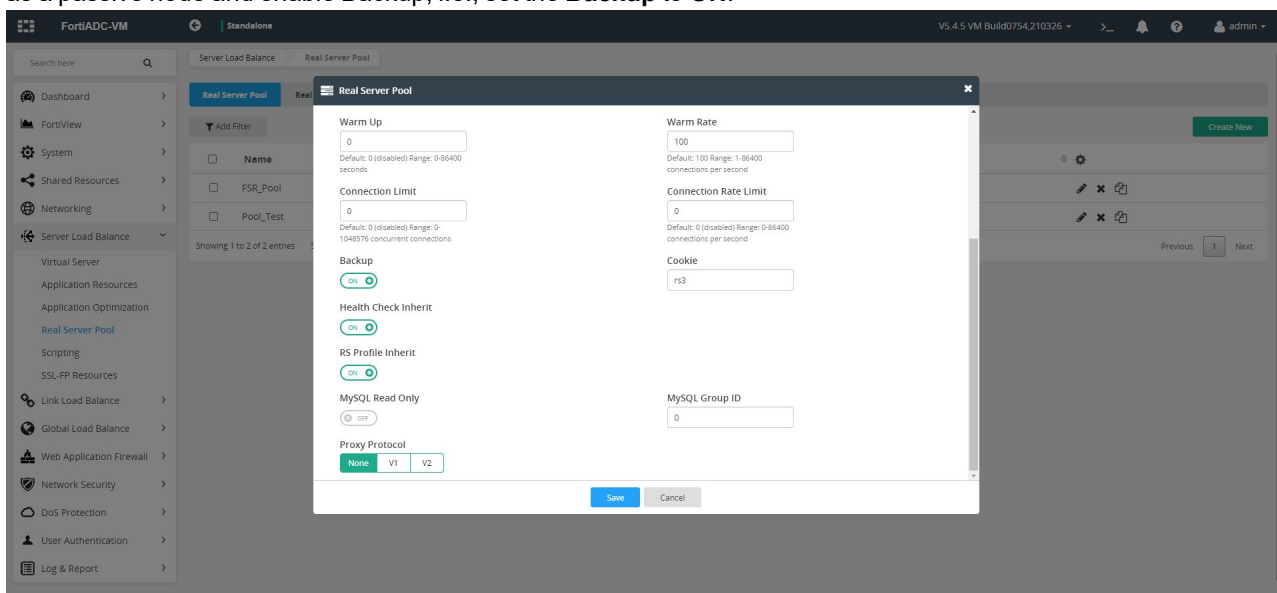 as a passive node and enable Backup, i.e., set the Backup to ON.
FortiADC-VM
Standalone
V5.4.5 VM Build0754,210326
>_
admin
Search here
Server Load Balance
Real Server Pool
Dashboard
FortiView
System
Shared Resources
Networking
Server Load Balance
Virtual Server
Application Resources
Application Optimization
Real Server Pool
Scripting
SSL-FP Resources
Link Load Balance
Global Load Balance
Web Application Firewall
Network Security
DoS Protection
User Authentication
Log & Report
Real Server Pool
Real
Add Filter
Create New
Name
FSR_Pool
Pool_Test
Showing 1 to 2 of 2 entries
Previous
1
Next
Real Server Pool
Warm Up
0
Default: 0 (disabled) Range: 0-86400
seconds
Warm Rate
100
Default: 100 Range: 1-86400
connections per second
Connection Limit
0
Default: 0 (disabled) Range: 0-
1048576 concurrent connections
Connection Rate Limit
0
Default: 0 (disabled) Range: 0-86400
connections per second
Backup
ON
Cookie
rs3
Health Check Inherit
ON
RS Profile Inherit
ON
MySQL Read Only
OFF
MySQL Group ID
0
Proxy Protocol
None V1 V2
Save
Cancel